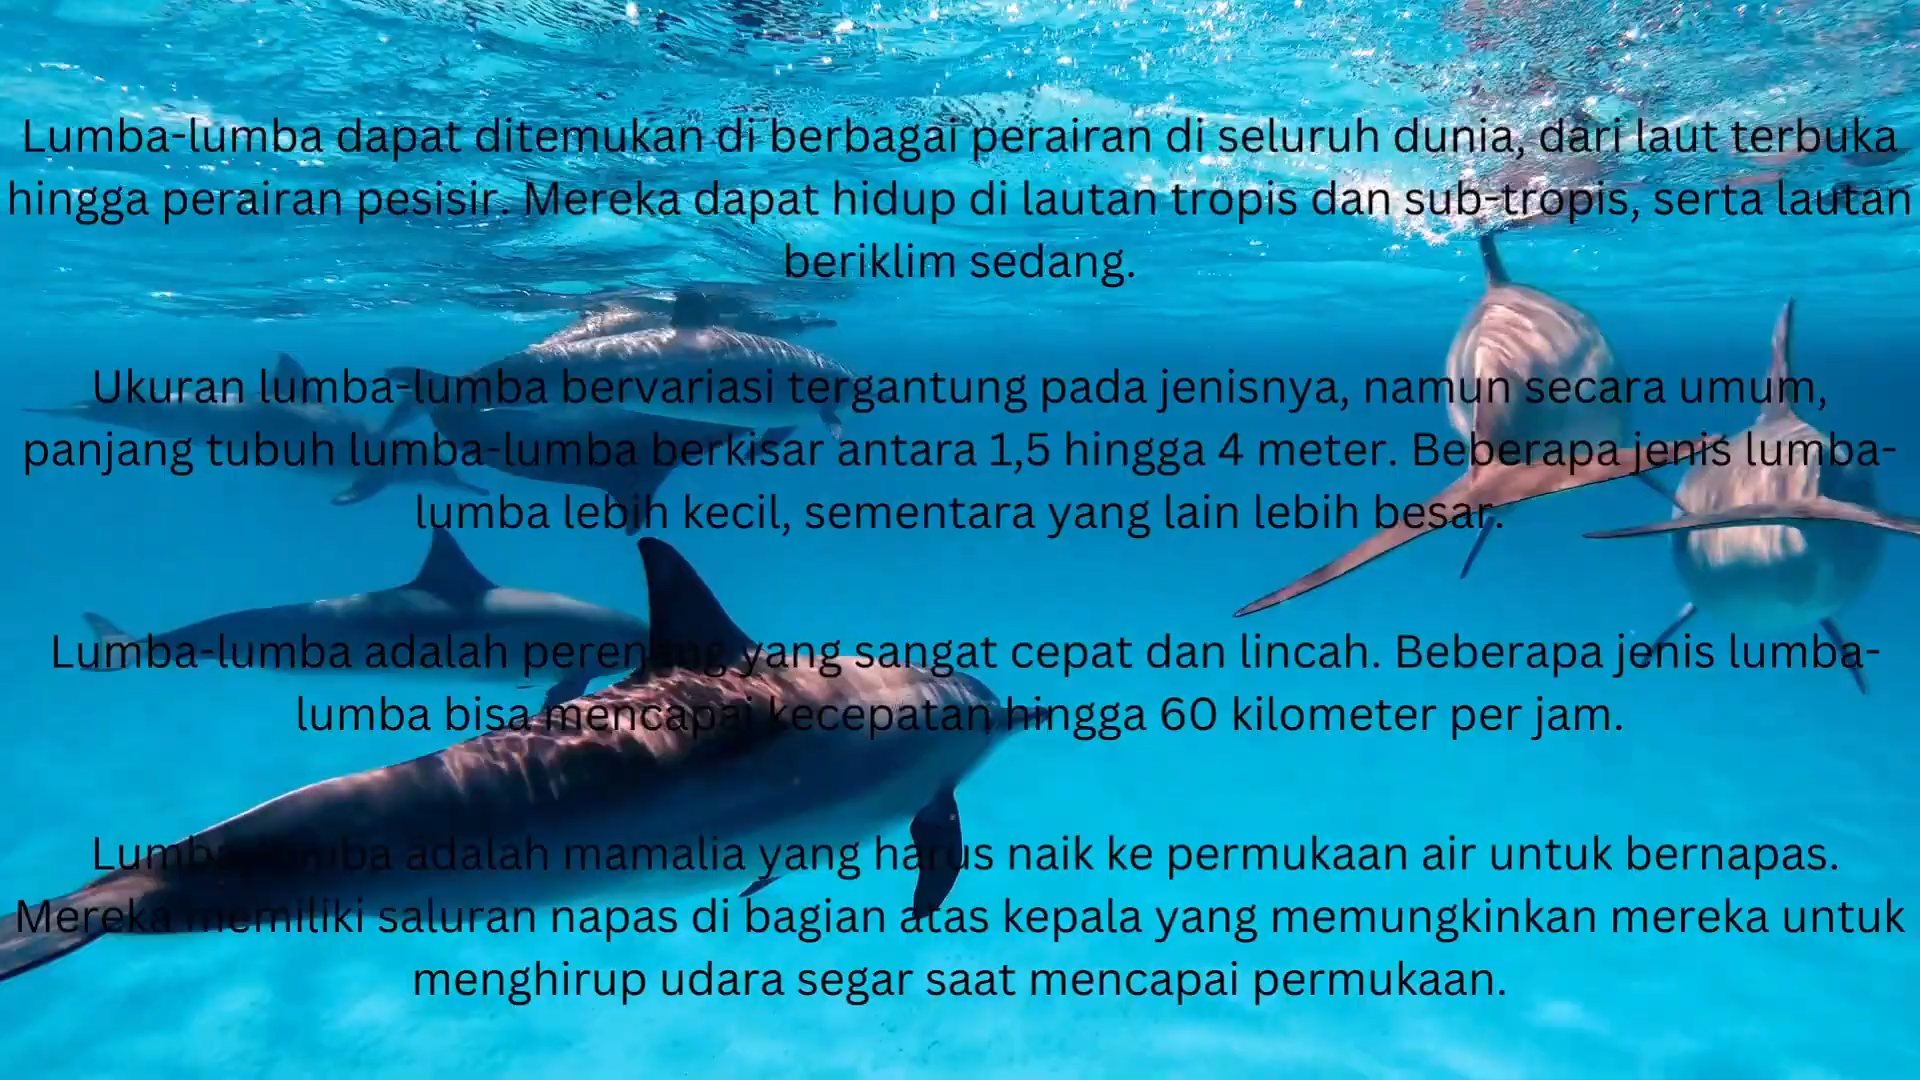 Lumba-lumba dapat ditemukan di berbagai perairan di seluruh dunia, dari laut terbuka
hingga perairan pesisir. Mereka dapat hidup di lautan tropis dan sub-tropis, serta lautan
beriklim sedang.
Ukuran lumba-lumba bervariasi tergantung pada jenisnya, namun secara umum,
panjang tubuh lumba-lumba berkisar antara 1,5 hingga 4 meter. Beberapa jenis lumba-
lumba lebih kecil, sementara yang lain lebih besar.
Lumba-lumba adalah perenang yang sangat cepat dan lincah. Beberapa jenis lumba-
lumba bisa mencapai kecepatan hingga 60 kilometer per jam.
Lumba-lumba adalah mamalia yang harus naik ke permukaan air untuk bernapas.
Mereka memiliki saluran napas di bagian atas kepala yang memungkinkan mereka untuk
menghirup udara segar saat mencapai permukaan.